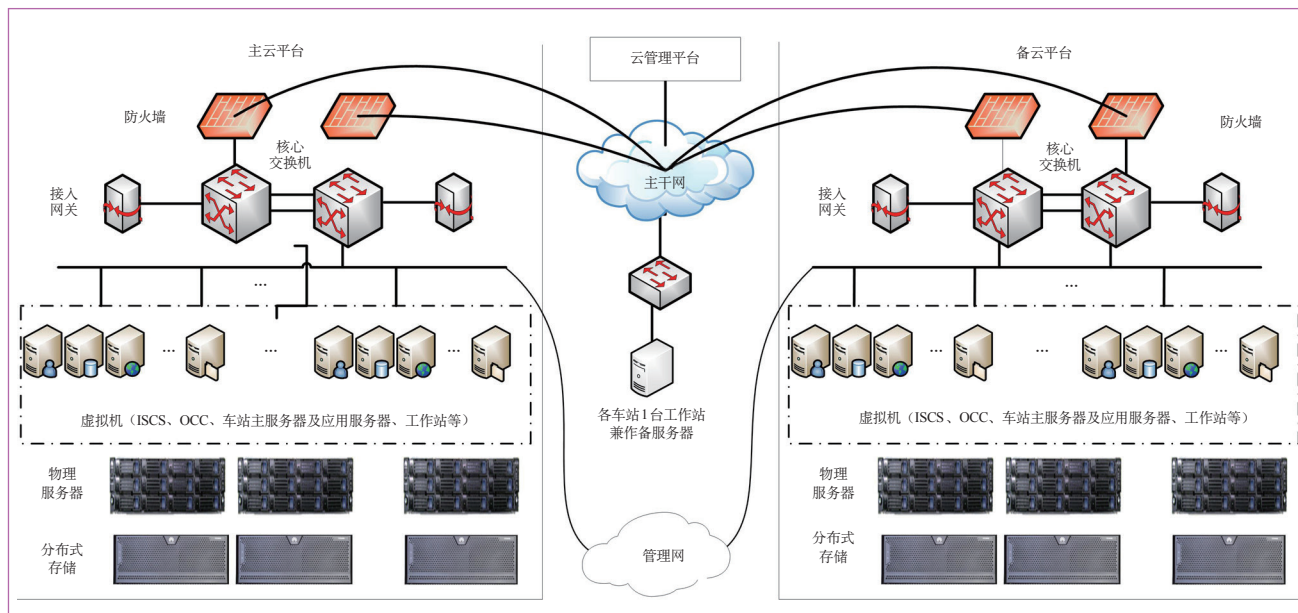 主云平台
云管理平台
备云平台
防火墙
核心
交换机
主干网
核心
交换机
防火墙
接入
网关
接入
网关
...
...
...
...
...
...
...
...
虚拟机（ISCS、OCC、车站主服务器及应用服务器、工作站等）
各车站1台工作站
兼作备服务器
虚拟机（ISCS、OCC、车站主服务器及应用服务器、工作站等）
物理
服务器
物理
服务器
分布式
存储
管理网
分布式
存储